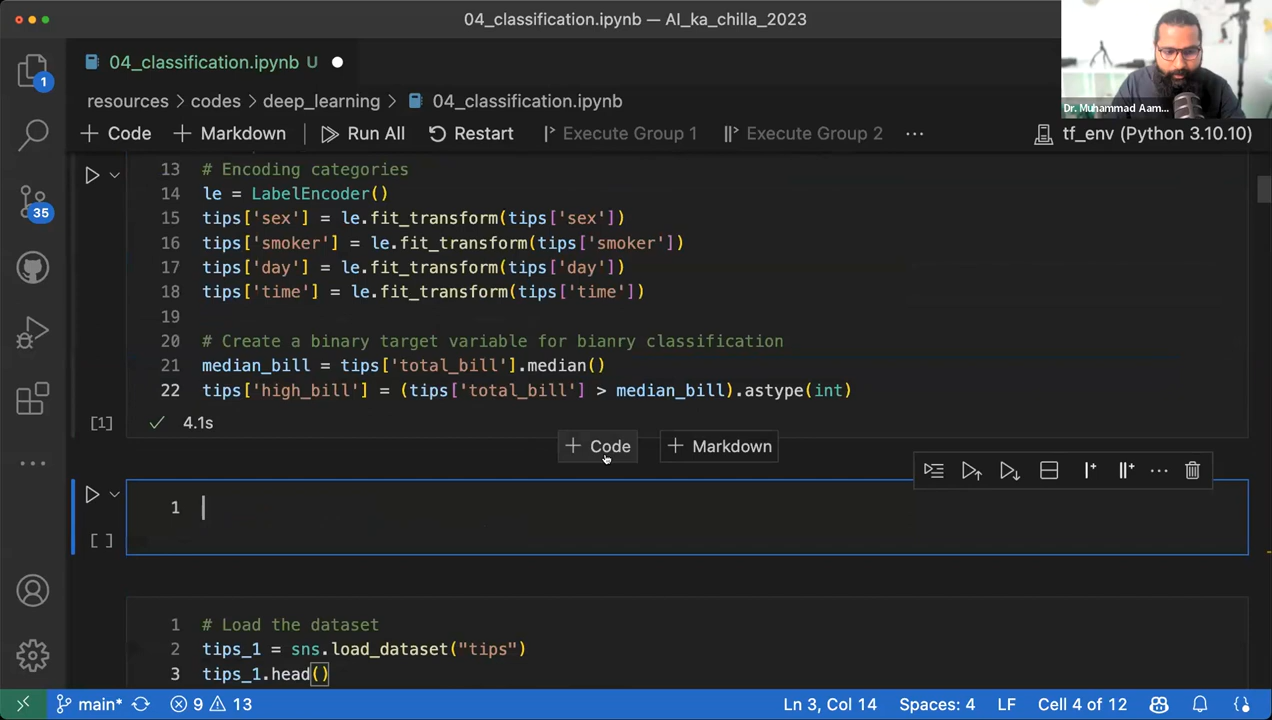 04_classification.ipynb — AI_ka_chilla_2023
04_classification.ipynb U
resources > codes > deep_learning > 04_classification.ipynb
Dr. Muhammad Aam...
+ Code + Markdown Run All Restart Execute Group 1 Execute Group 2 ... tf_env (Python 3.10.10)
1
35
13 # Encoding categories
14 le = LabelEncoder()
15 tips['sex'] = le.fit_transform(tips['sex'])
16 tips['smoker'] = le.fit_transform(tips['smoker'])
17 tips['day'] = le.fit_transform(tips['day'])
18 tips['time'] = le.fit_transform(tips['time'])
19
20 # Create a binary target variable for bianry classification
21 median_bill = tips['total_bill'].median()
22 tips['high_bill'] = (tips['total_bill'] > median_bill).astype(int)
[1] 4.1s
+ Code + Markdown
1
[ ]
1 # Load the dataset
2 tips_1 = sns.load_dataset("tips")
3 tips_1.head()
main* 9 13 Ln 3, Col 14 Spaces: 4 LF Cell 4 of 12